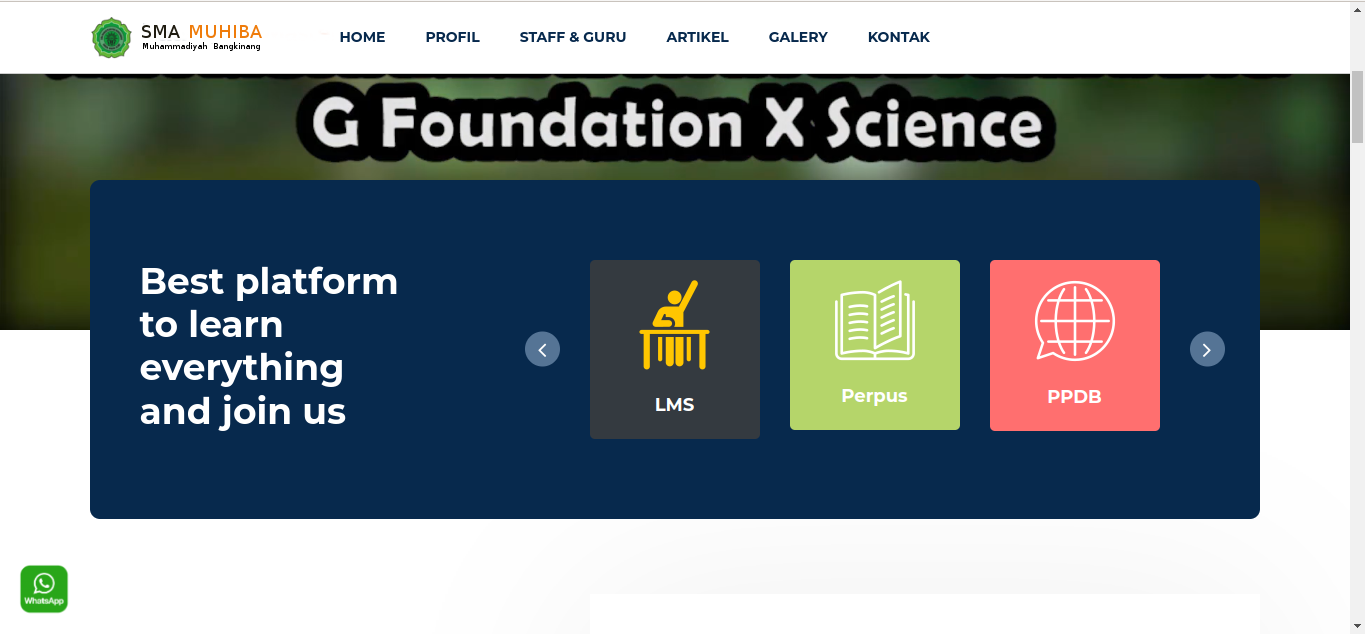 SMA MUHIBA
Muhammadiyah Bangkinang
HOME PROFIL STAFF & GURU ARTIKEL GALERY KONTAK
G Foundation X Science
Best platform
to learn
everything
and join us
LMS
Perpus
PPDB
WhatsApp